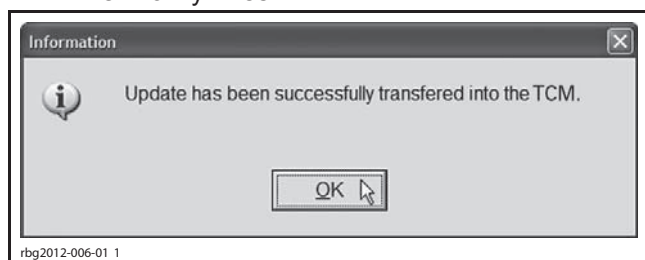 Information
Update has been successfully transfered into the TCM.
OK
rbg2012-006-01 1